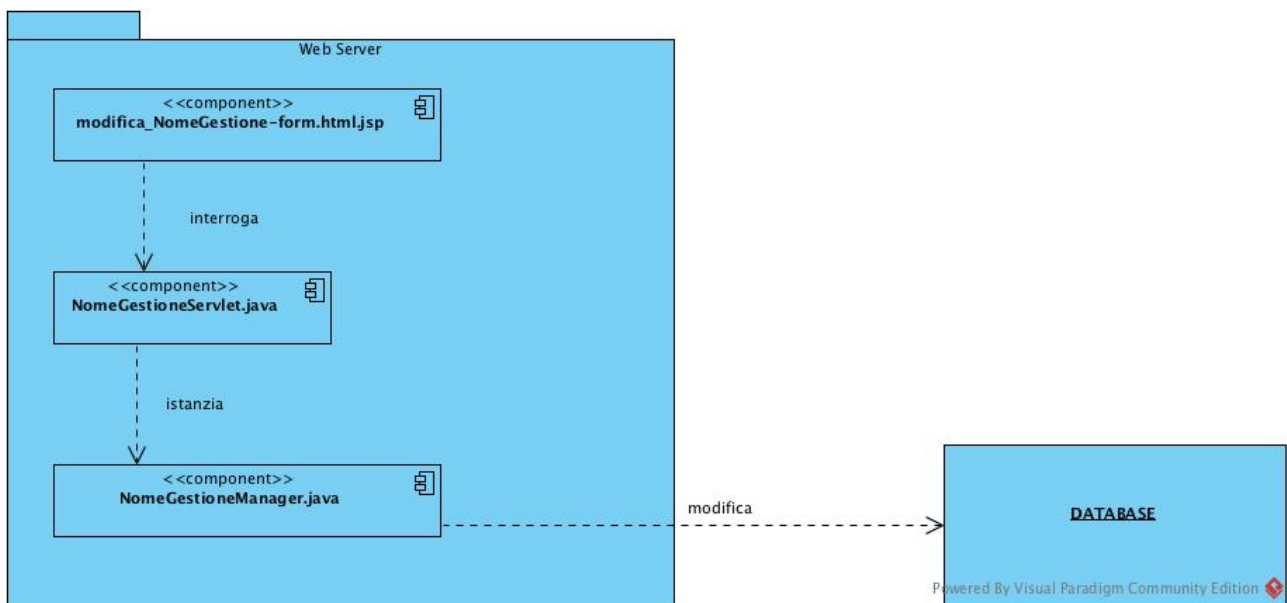 Web Server
<<component>>
modifica_NomeGestione-form.html.jsp
interroga
<<component>>
NomeGestioneServlet.java
istanzia
<<component>>
NomeGestioneManager.java
modifica
DATABASE
Powered By Visual Paradigm Community Edition